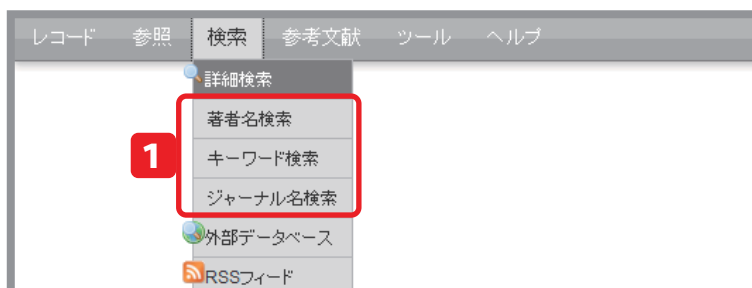 レコード 参照 検索 参考文献 ツール ヘルプ
詳細検索
著者名検索
1
キーワード検索
ジャーナル名検索
外部データベース
RSSフィード